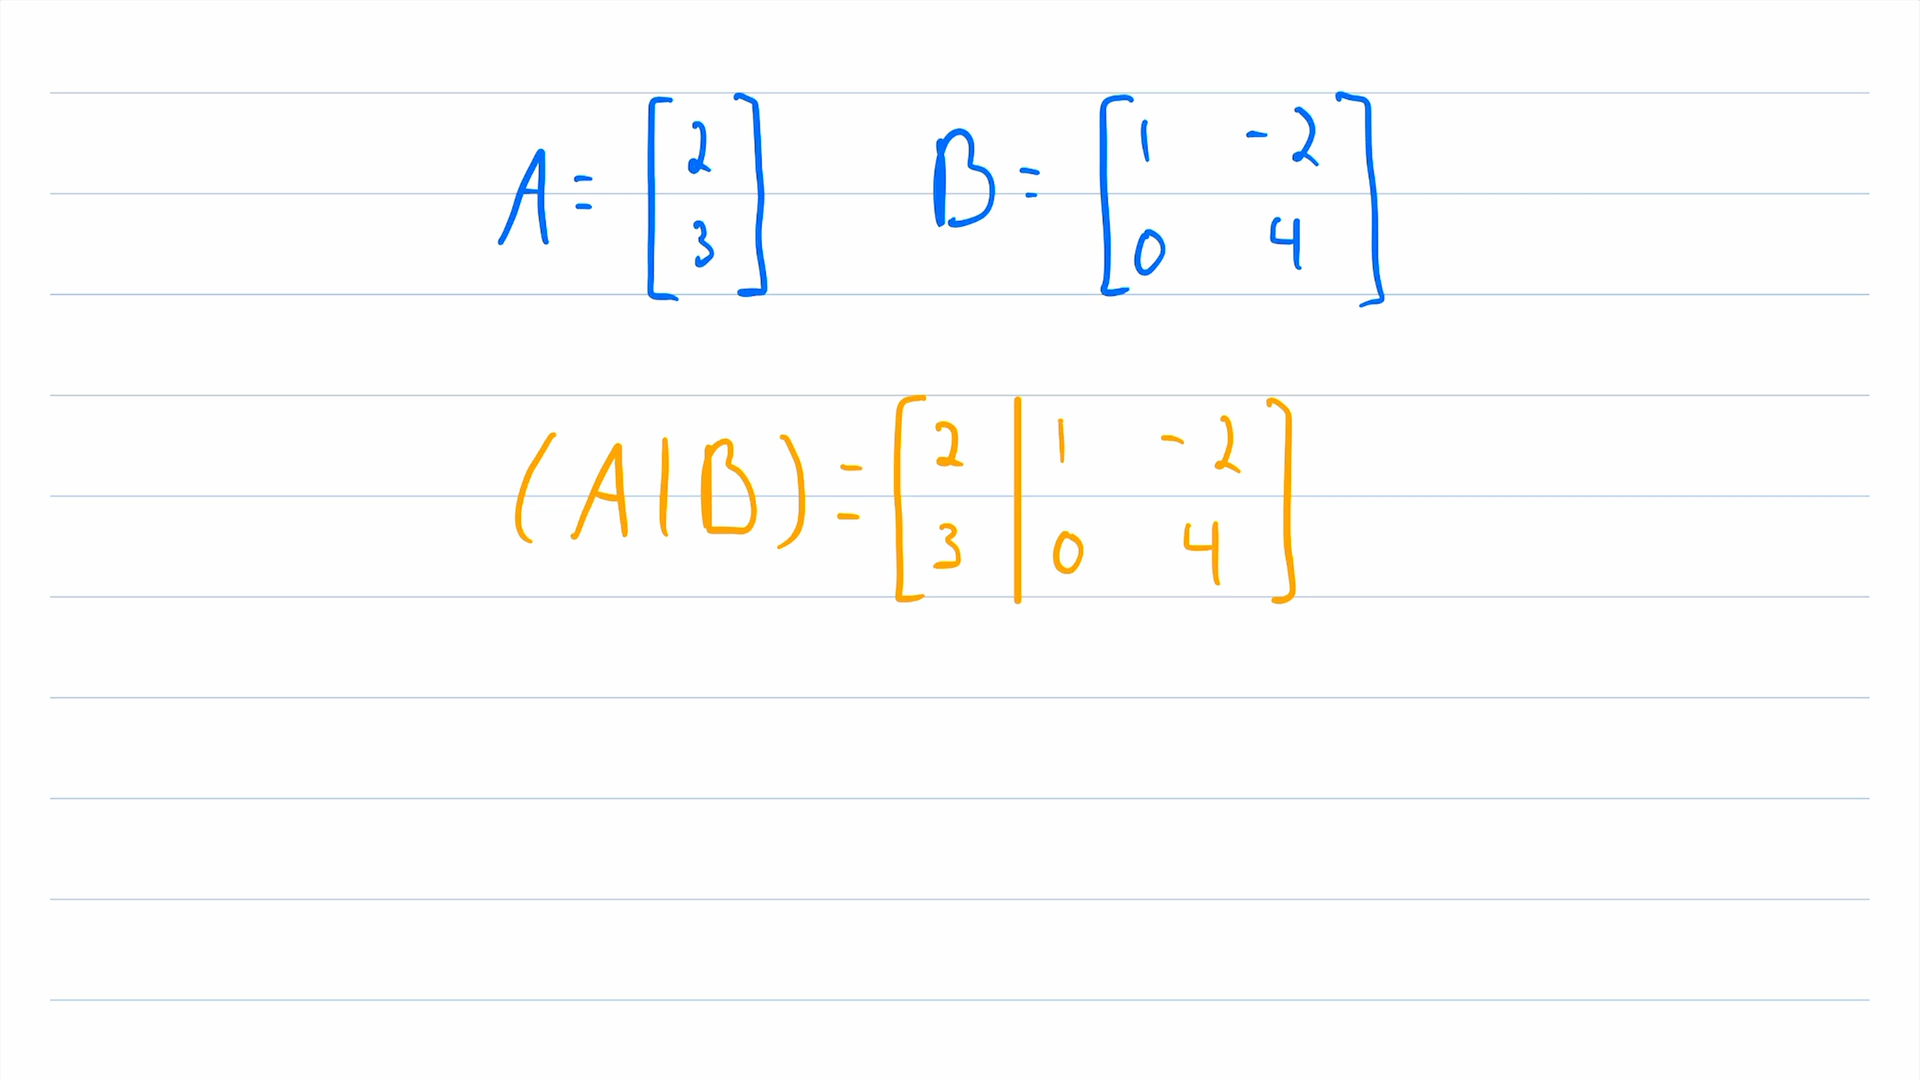 A = [2 3] B = [1 -2 0 4]
(A|B) = [2 | 1 -2 3 | 0 4]